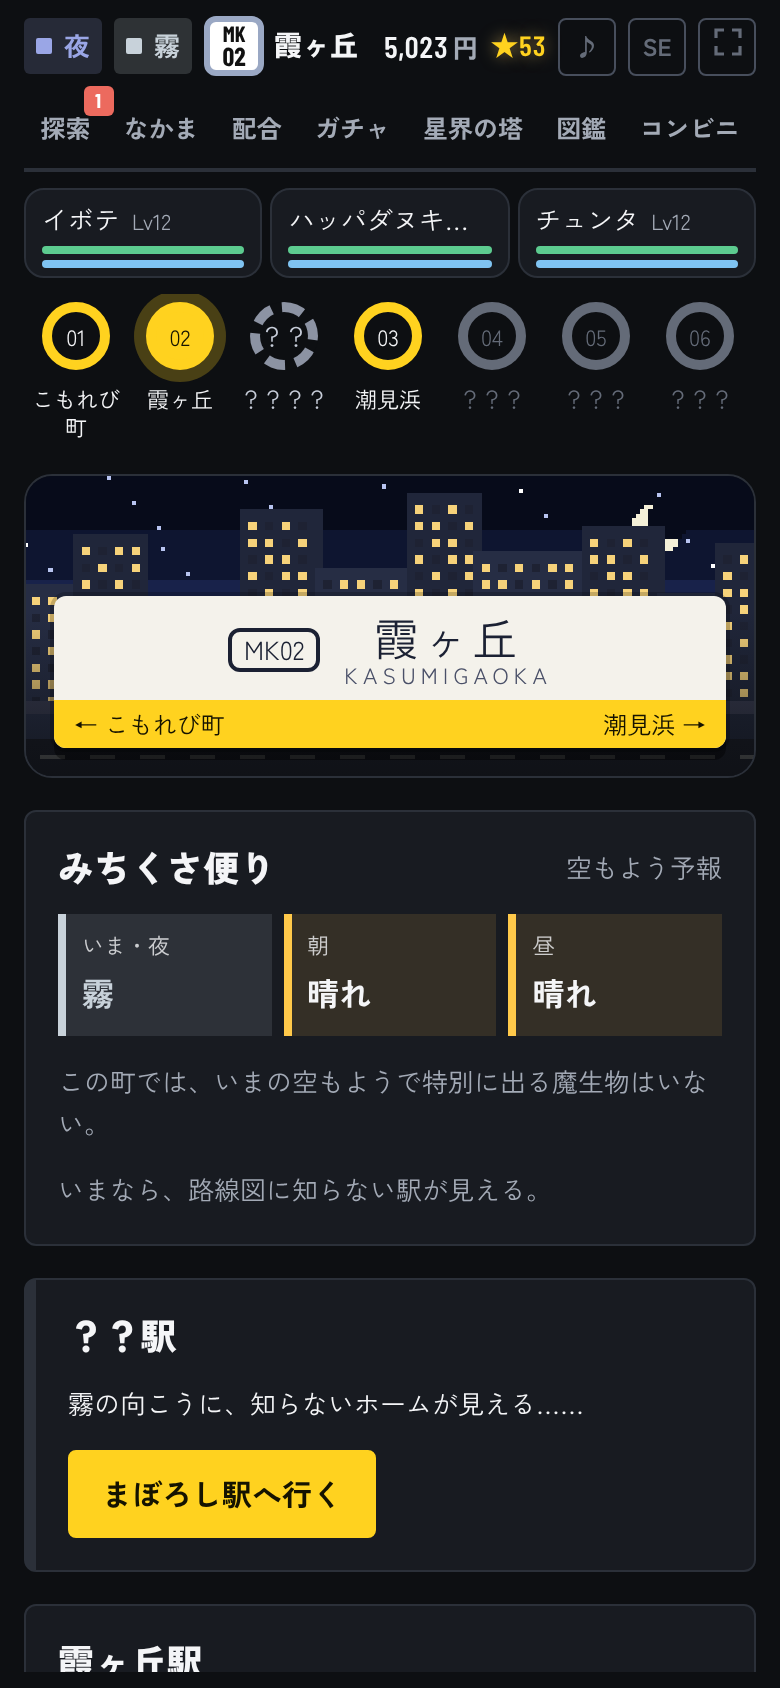 夜 霧 MK 02 霞ヶ丘 5,023 円 ★53 ♪ SE
1
探索 なかま 配合 ガチャ 星界の塔 図鑑 コンビニ
イボテ Lv12 ハッパダヌキ… チュンタ Lv12
01 02 ？？ 03 04 05 06
こもれび町 霞ヶ丘 ？？？？ 潮見浜 ？？？ ？？？ ？？？
MK02 霞ヶ丘
KASUMIGAOKA
← こもれび町 潮見浜 →
みちくさ便り 空もよう予報
いま・夜 朝 昼
霧 晴れ 晴れ
この町では、いまの空もようで特別に出る魔生物はいな
い。
いまなら、路線図に知らない駅が見える。
？？駅
霧の向こうに、知らないホームが見える……
まぼろし駅へ行く
霞ヶ丘駅